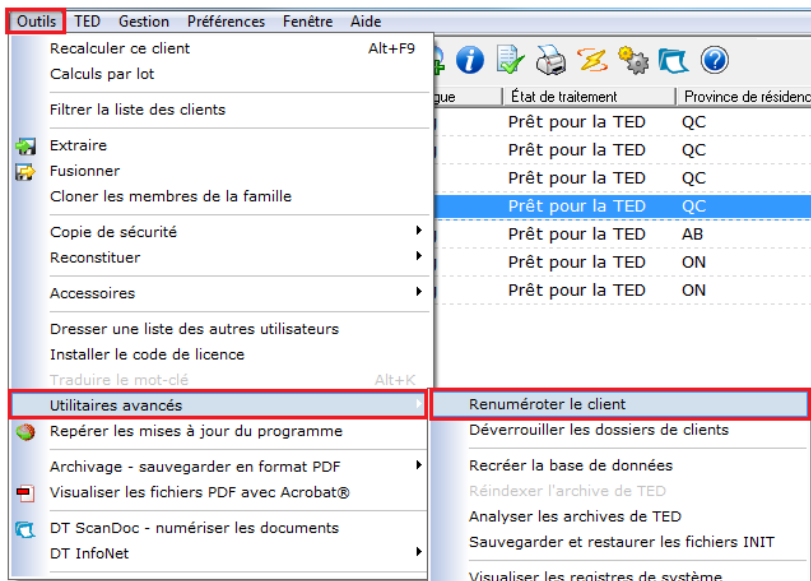 Outils TED Gestion Préférences Fenêtre Aide
Recalculer ce client Alt+F9
Calculs par lot
Filtrer la liste des clients
Extraire
Fusionner
Cloner les membres de la famille
Copie de sécurité
Reconstituer
Accessoires
Dresser une liste des autres utilisateurs
Installer le code de licence
Traduire le mot-clé Alt+K
Utilitaires avancés
Repérer les mises à jour du programme
Archivage - sauvegarder en format PDF
Visualiser les fichiers PDF avec Acrobat®
DT ScanDoc - numériser les documents
DT InfoNet
gue État de traitement Province de résidenc
Prêt pour la TED QC
Prêt pour la TED QC
Prêt pour la TED QC
Prêt pour la TED QC
Prêt pour la TED AB
Prêt pour la TED ON
Prêt pour la TED ON
Renuméroter le client
Déverrouiller les dossiers de clients
Recréer la base de données
Réindexer l'archive de TED
Analyser les archives de TED
Sauvegarder et restaurer les fichiers INIT
Visualiser les registres de système